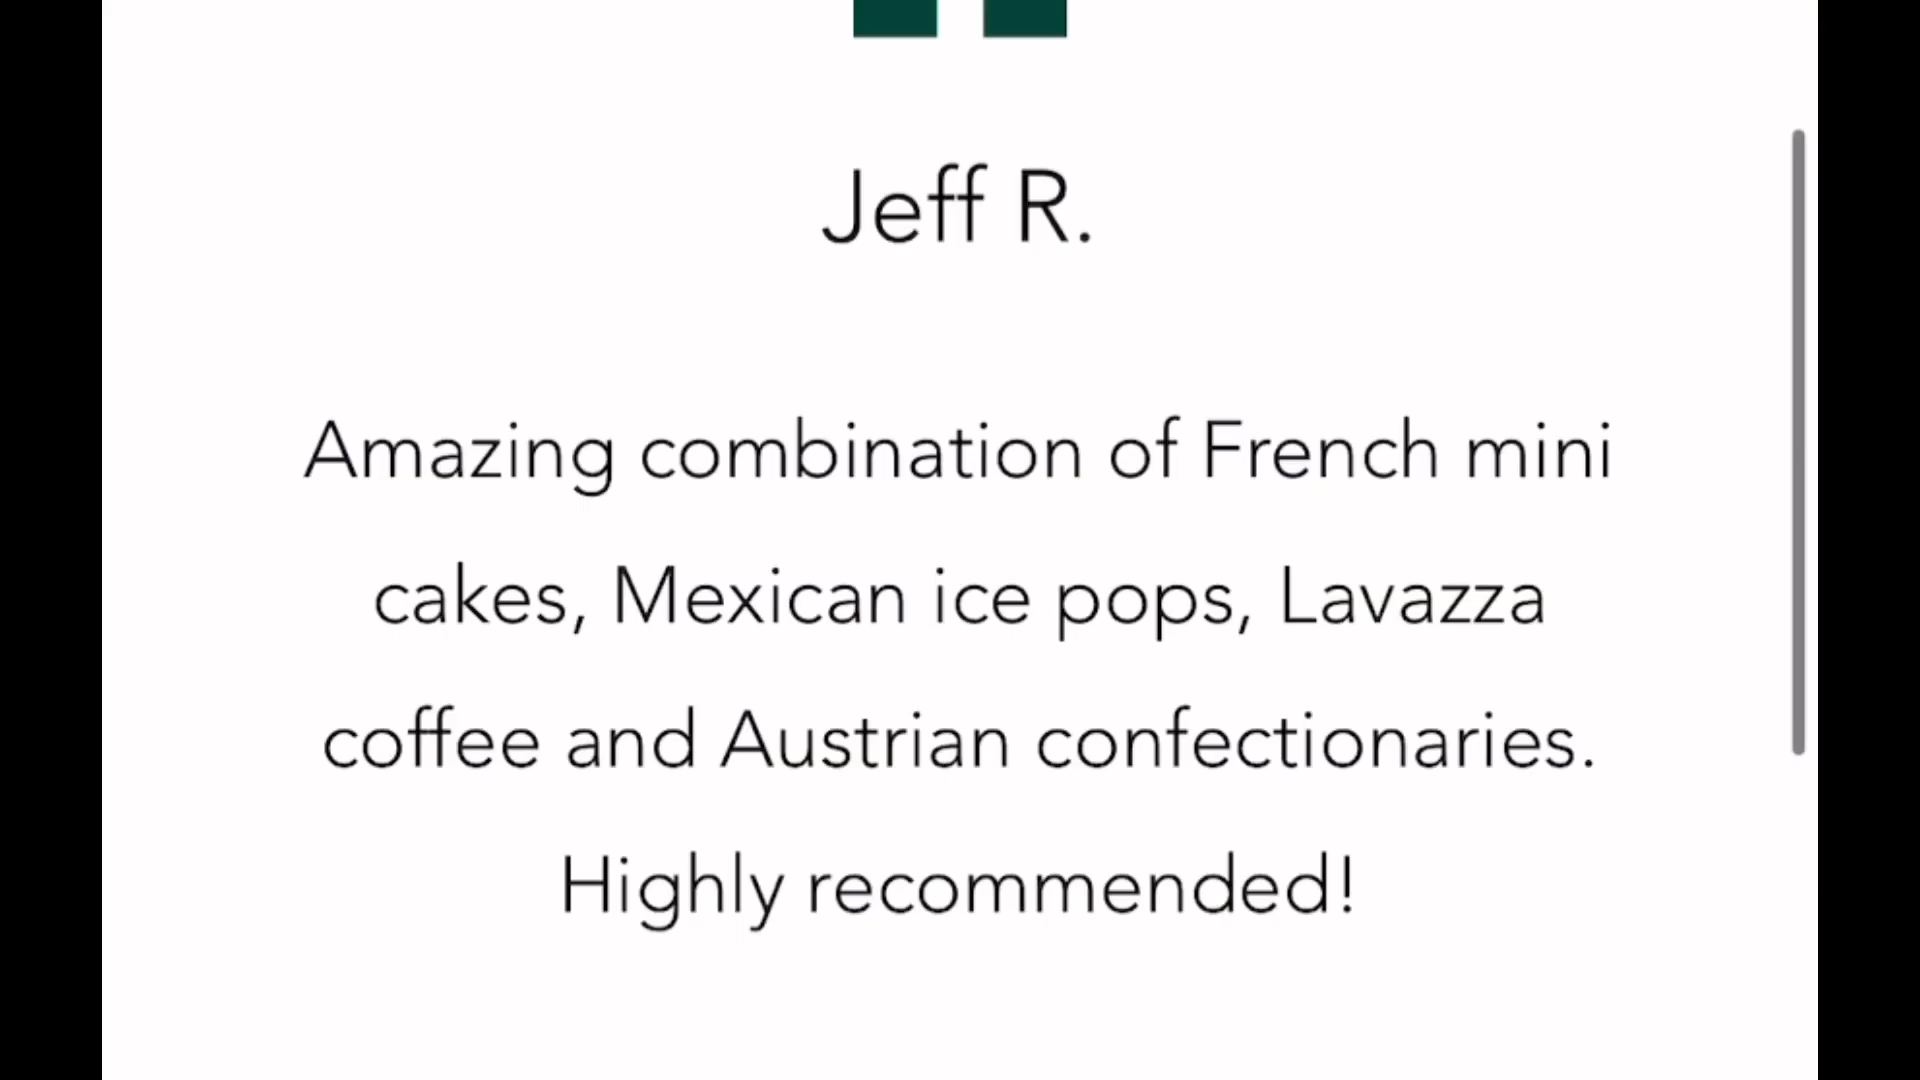 Jeff R.
Amazing combination of French mini
cakes, Mexican ice pops, Lavazza
coffee and Austrian confectionaries.
Highly recommended!